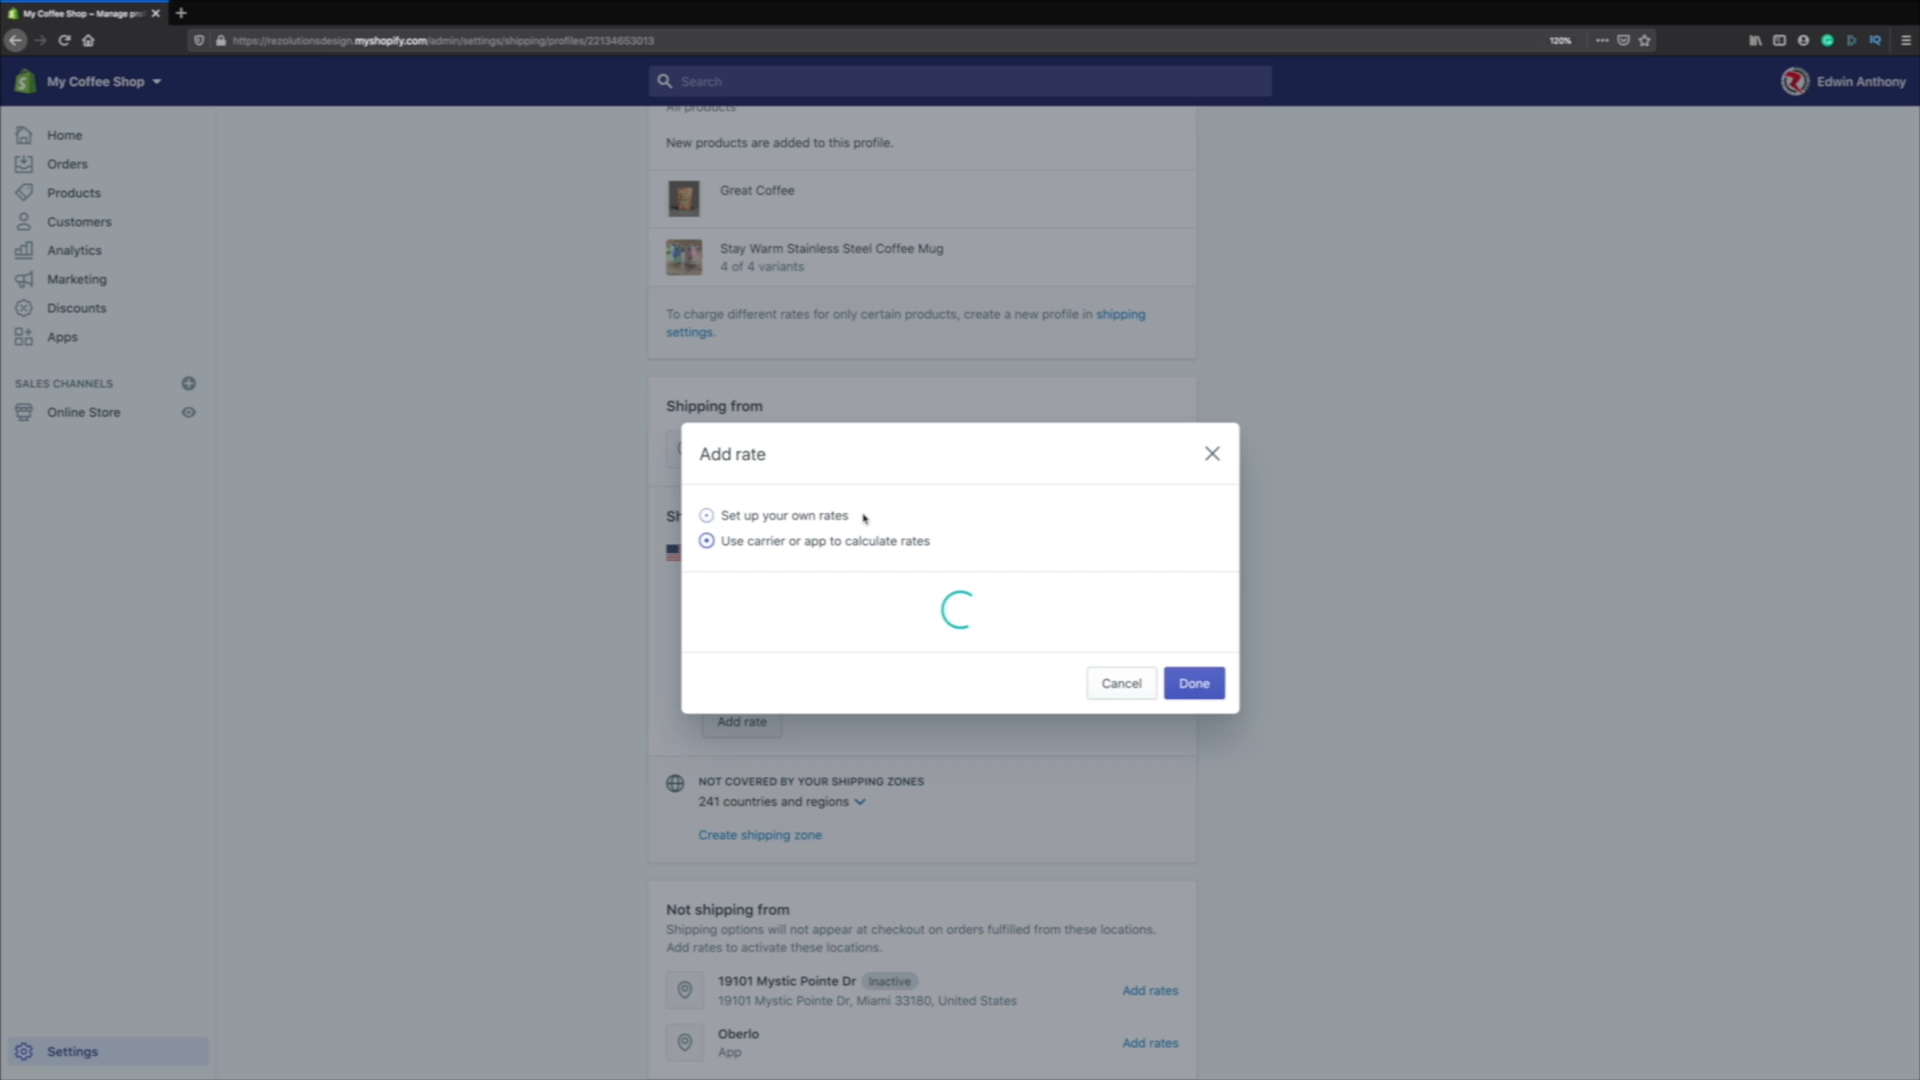 My Coffee Shop – Manage pro
https://rezolutionsdesign.myshopify.com/admin/settings/shipping/profiles/22134653013
120%
My Coffee Shop
Search
Edwin Anthony
Home
Orders
Products
Customers
Analytics
Marketing
Discounts
Apps
SALES CHANNELS
Online Store
Settings
All products
New products are added to this profile.
Great Coffee
Stay Warm Stainless Steel Coffee Mug
4 of 4 variants
To charge different rates for only certain products, create a new profile in shipping
settings.
Shipping from
Sh
Add rate
Set up your own rates
Use carrier or app to calculate rates
Cancel
Done
Add rate
NOT COVERED BY YOUR SHIPPING ZONES
241 countries and regions
Create shipping zone
Not shipping from
Shipping options will not appear at checkout on orders fulfilled from these locations.
Add rates to activate these locations.
19101 Mystic Pointe Dr Inactive
19101 Mystic Pointe Dr, Miami 33180, United States
Add rates
Oberlo
App
Add rates